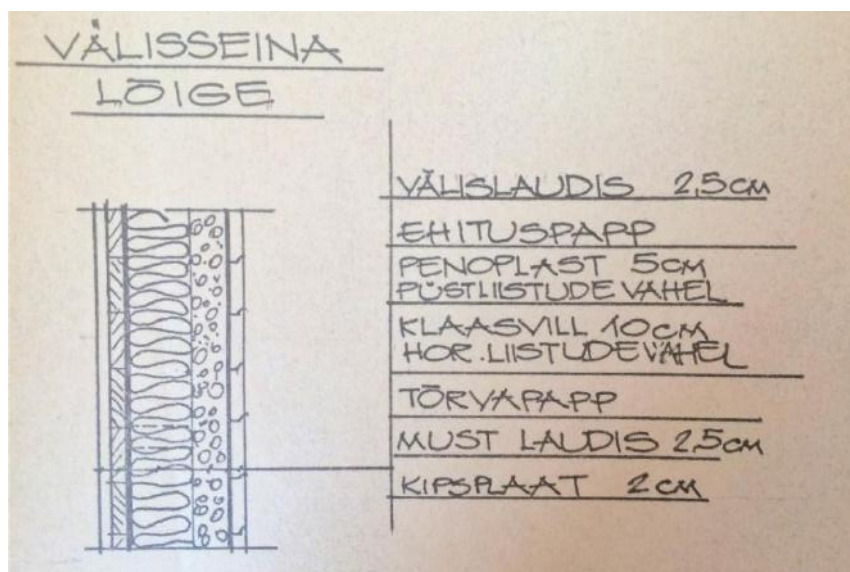 VÄLISSEINA
LÕIGE
VÄLISLAUDIS 2,5CM
EHITUSPAPP
PENOPLAST 5CM
PÜSTLIISTUDE VAHEL
KLAASVILL 10CM
HOR. LIISTUDE VAHEL
TÕRVAPAPP
MUST LAUDIS 2,5CM
KIPSPLAAT 2CM